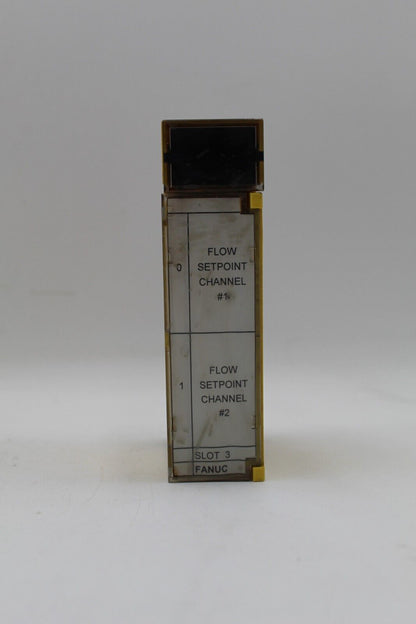 0
FLOW
SETPOINT
CHANNEL
#1
1
FLOW
SETPOINT
CHANNEL
#2
SLOT 3
FANUC